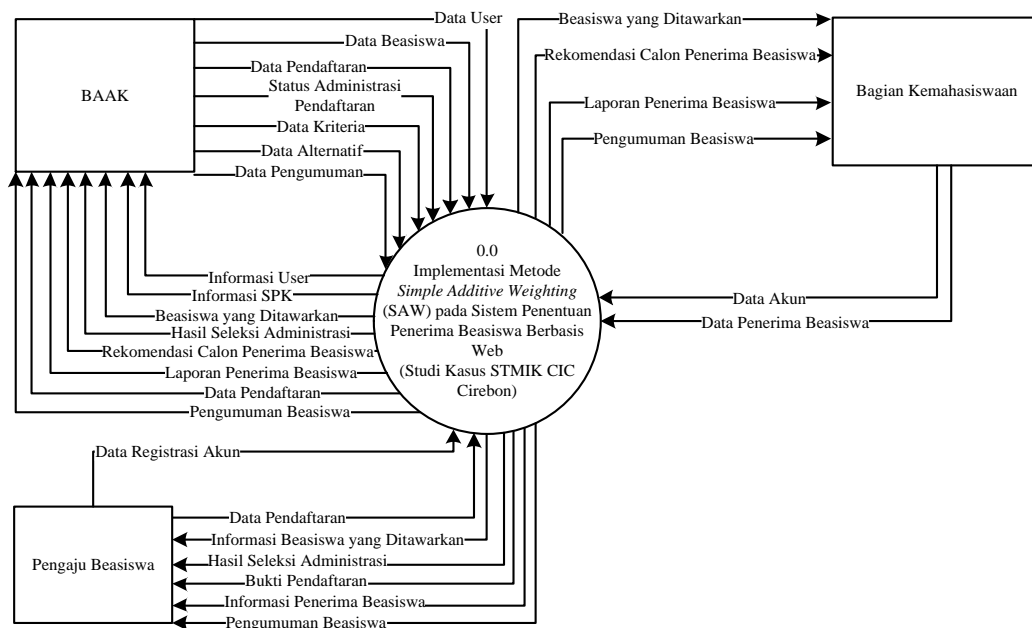 BAAK
Data User
Data Beasiswa
Data Pendaftaran
Status Administrasi
Pendaftaran
Data Kriteria
Data Alternatif
Data Pengumuman
Beasiswa yang Ditawarkan
Rekomendasi Calon Penerima Beasiswa
Laporan Penerima Beasiswa
Pengumuman Beasiswa
Bagian Kemahasiswaan
0.0
Implementasi Metode
Simple Additive Weighting
(SAW) pada Sistem Penentuan
Penerima Beasiswa Berbasis
Web
(Studi Kasus STMIK CIC
Cirebon)
Informasi User
Informasi SPK
Beasiswa yang Ditawarkan
Hasil Seleksi Administrasi
Rekomendasi Calon Penerima Beasiswa
Laporan Penerima Beasiswa
Data Pendaftaran
Pengumuman Beasiswa
Data Akun
Data Penerima Beasiswa
Data Registrasi Akun
Pengaju Beasiswa
Data Pendaftaran
Informasi Beasiswa yang Ditawarkan
Hasil Seleksi Administrasi
Bukti Pendaftaran
Informasi Penerima Beasiswa
Pengumuman Beasiswa